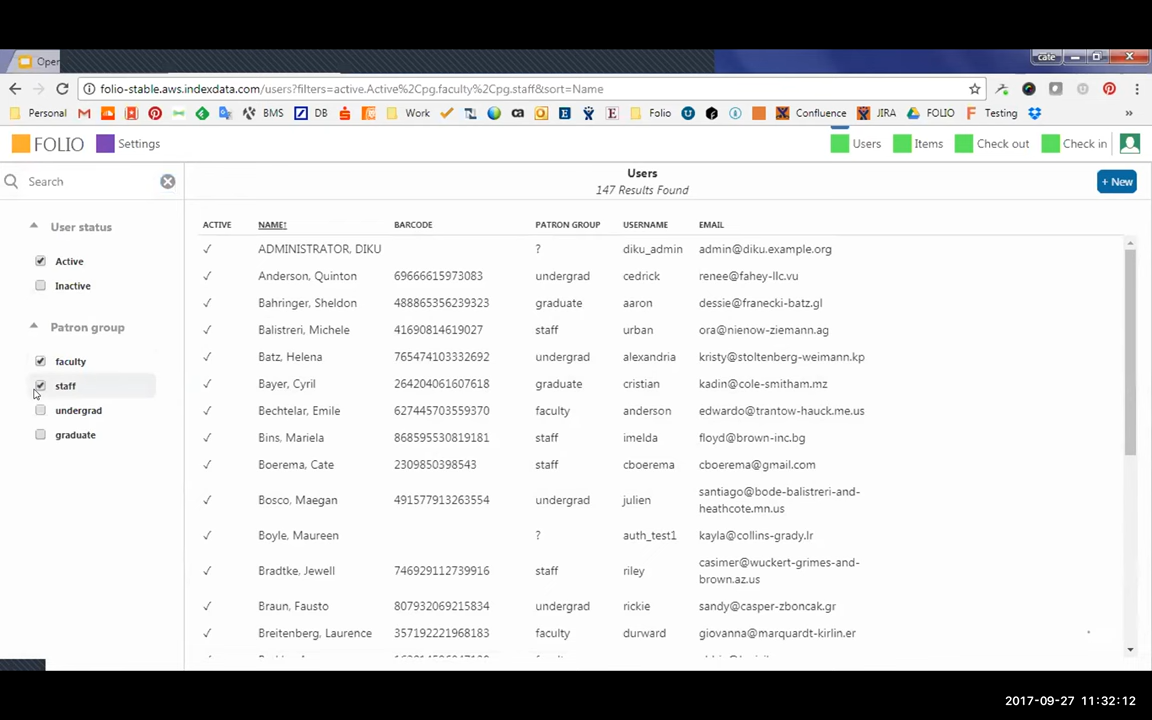 Open
cate
folio-stable.aws.indexdata.com/users?filters=active.Active%2Cpg.faculty%2Cpg.staff&sort=Name
Personal BMS DB Work ca Folio Confluence JIRA FOLIO Testing »
FOLIO Settings Users Items Check out Check in
Search
Users
147 Results Found
+ New
User status
Active
Inactive
Patron group
faculty
staff
undergrad
graduate
ACTIVE NAME↑ BARCODE PATRON GROUP USERNAME EMAIL
✓ ADMINISTRATOR, DIKU ? diku_admin admin@diku.example.org
✓ Anderson, Quinton 69666615973083 undergrad cedrick renee@fahey-llc.vu
✓ Bahringer, Sheldon 488865356239323 graduate aaron dessie@franecki-batz.gl
✓ Balistreri, Michele 41690814619027 staff urban ora@nienow-ziemann.ag
✓ Batz, Helena 765474103332692 undergrad alexandria kristy@stoltenberg-weimann.kp
✓ Bayer, Cyril 264204061607618 graduate cristian kadin@cole-smitham.mz
✓ Bechtelar, Emile 627445703559370 faculty anderson edwardo@trantow-hauck.me.us
✓ Bins, Mariela 868595530819181 staff imelda floyd@brown-inc.bg
✓ Boerema, Cate 2309850398543 staff cboerema cboerema@gmail.com
✓ Bosco, Maegan 491577913263554 undergrad julien santiago@bode-balistreri-and-
heathcote.mn.us
✓ Boyle, Maureen ? auth_test1 kayla@collins-grady.lr
✓ Bradtke, Jewell 746929112739916 staff riley casimer@wuckert-grimes-and-
brown.az.us
✓ Braun, Fausto 807932069215834 undergrad rickie sandy@casper-zboncak.gr
✓ Breitenberg, Laurence 357192221968183 faculty durward giovanna@marquardt-kirlin.er
2017-09-27 11:32:12